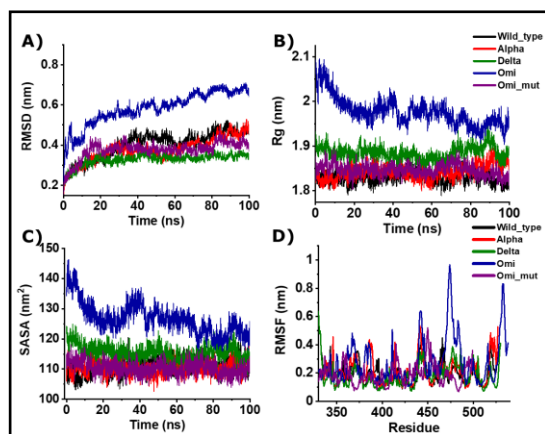 A)
RMSD (nm)
0.8
0.6
0.4
0.2
0 20 40 60 80 100
Time (ns)
B)
Wild_type
Alpha
Delta
Omi
Omi_mut
Rg (nm)
2.1
2
1.9
1.8
0 20 40 60 80 100
Time (ns)
C)
SASA (nm²)
150
140
130
120
110
100
0 20 40 60 80 100
Time (ns)
D)
Wild_type
Alpha
Delta
Omi
Omi_mut
RMSF (nm)
1
0.8
0.6
0.4
0.2
0
350 400 450 500
Residue